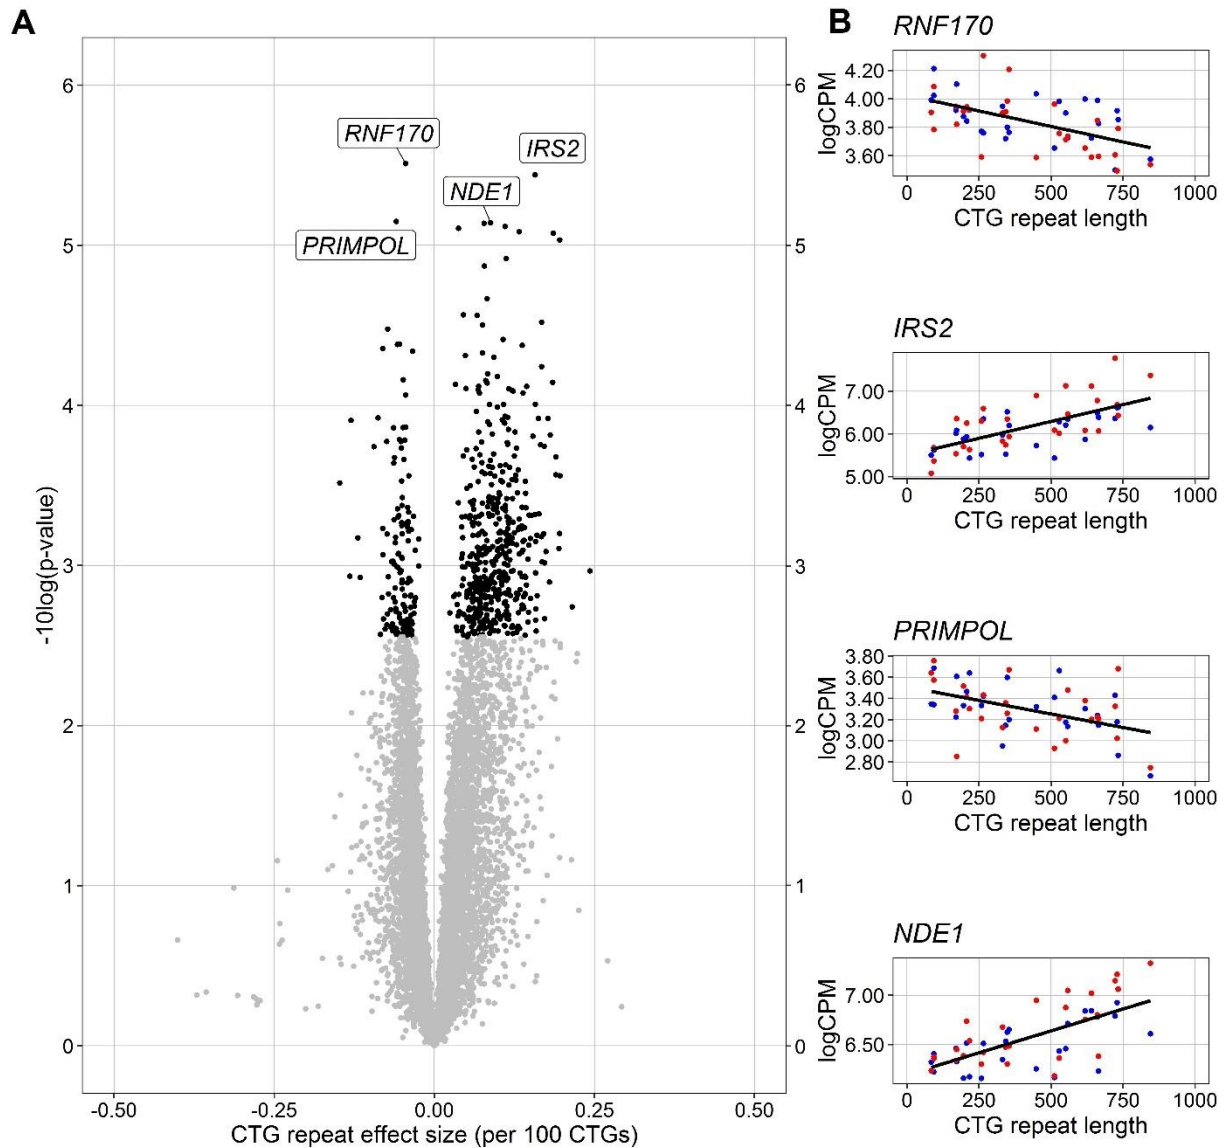 A
6
5
4
3
2
1
0
-10log(p-value)
RNF170
IRS2
NDE1
PRIMPOL
6
5
4
3
2
1
0
-0.50 -0.25 0.00 0.25 0.50
CTG repeat effect size (per 100 CTGs)
B
RNF170
4.20
4.00
3.80
3.60
logCPM
0 250 500 750 1000
CTG repeat length
IRS2
7.00
6.00
5.00
logCPM
0 250 500 750 1000
CTG repeat length
PRIMPOL
3.80
3.60
3.40
3.20
3.00
2.80
logCPM
0 250 500 750 1000
CTG repeat length
NDE1
7.00
6.50
logCPM
0 250 500 750 1000
CTG repeat length